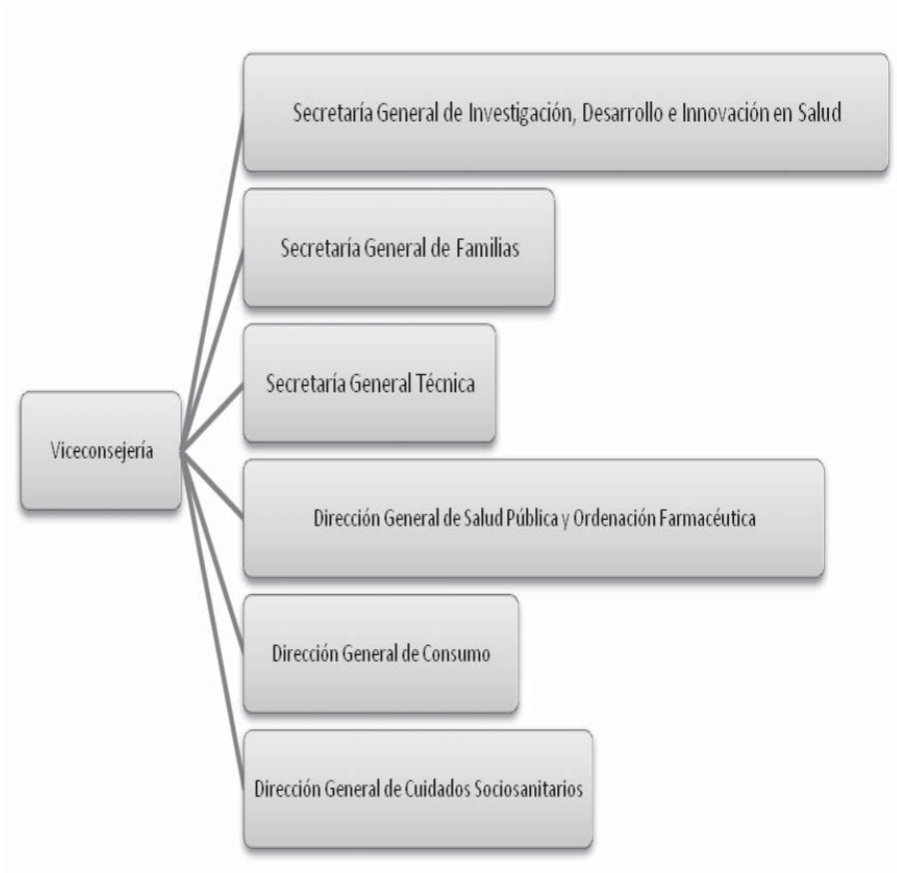 Secretaría General de Investigación, Desarrollo e Innovación en Salud
Secretaría General de Familias
Secretaría General Técnica
Viceconsejería
Dirección General de Salud Pública y Ordenación Farmacéutica
Dirección General de Consumo
Dirección General de Cuidados Sociosanitarios